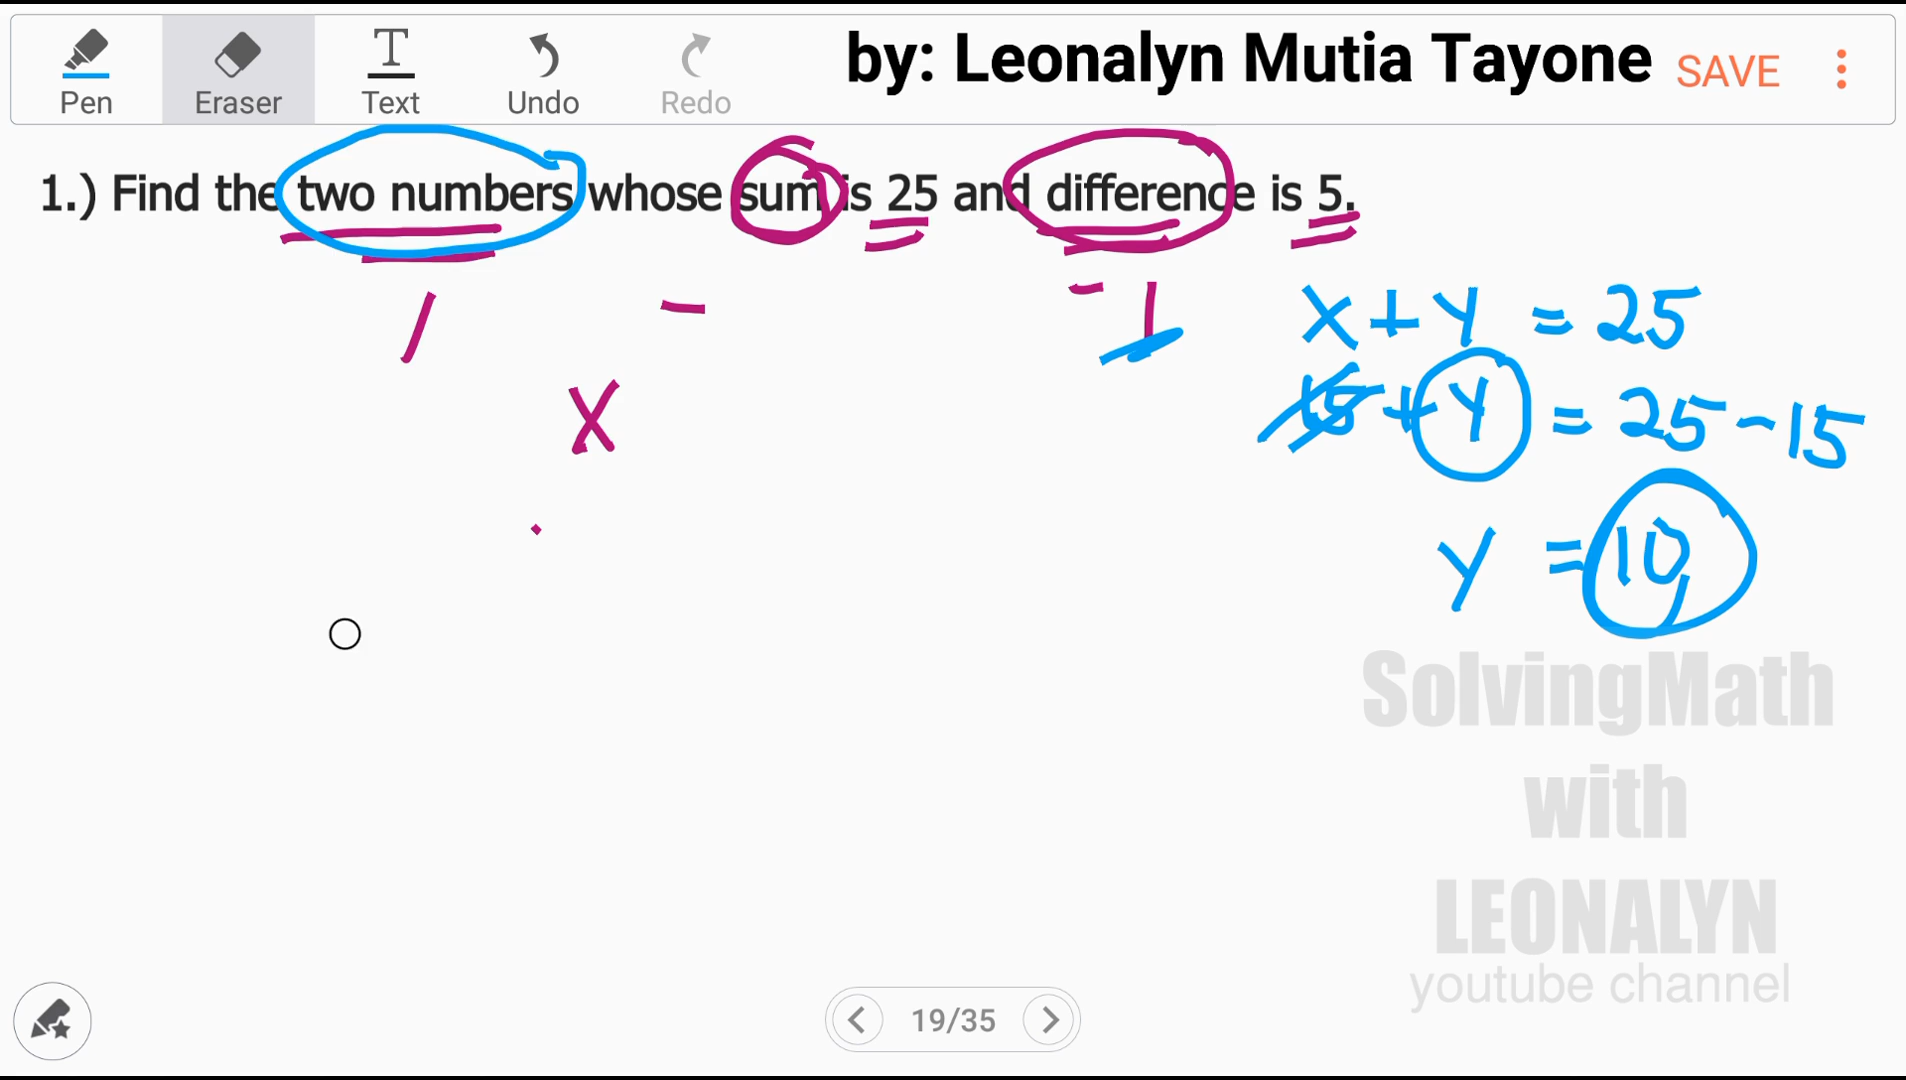 Pen
Eraser
Text
Undo
Redo
by: Leonalyn Mutia Tayone
SAVE
1.) Find the two numbers whose sum is 25 and difference is 5.
x + y = 25
15 + y = 25 - 15
y = 10
x
SolvingMath
with
LEONALYN
youtube channel
19/35